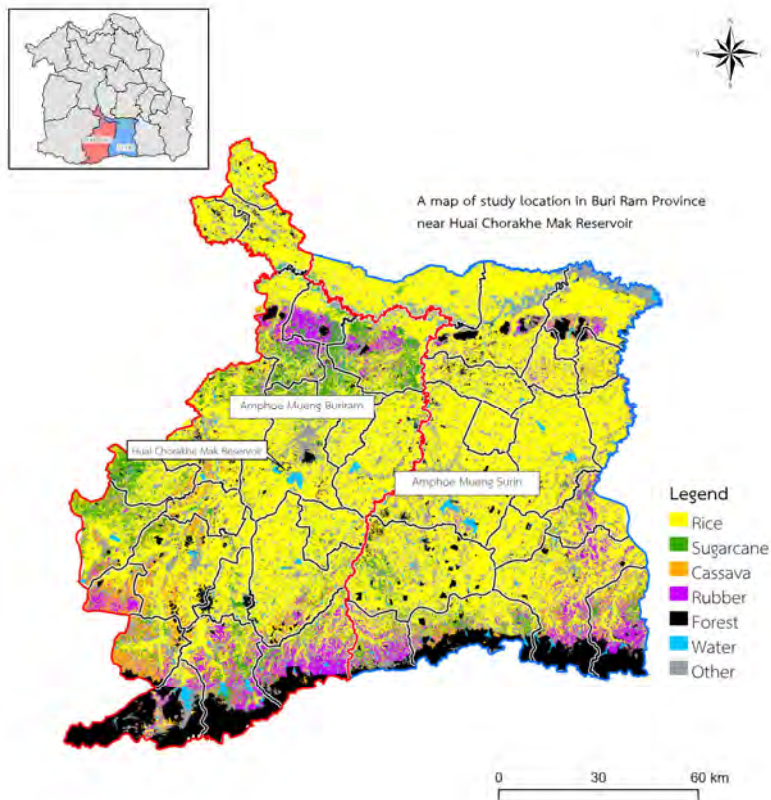 N
A map of study location in Buri Ram Province
near Huai Chorakhe Mak Reservoir
Amphoe Mueng Buriram
Huai Chorakhe Mak Reservoir
Amphoe Mueng Surin
Legend
Rice
Sugarcane
Cassava
Rubber
Forest
Water
Other
0 30 60 km